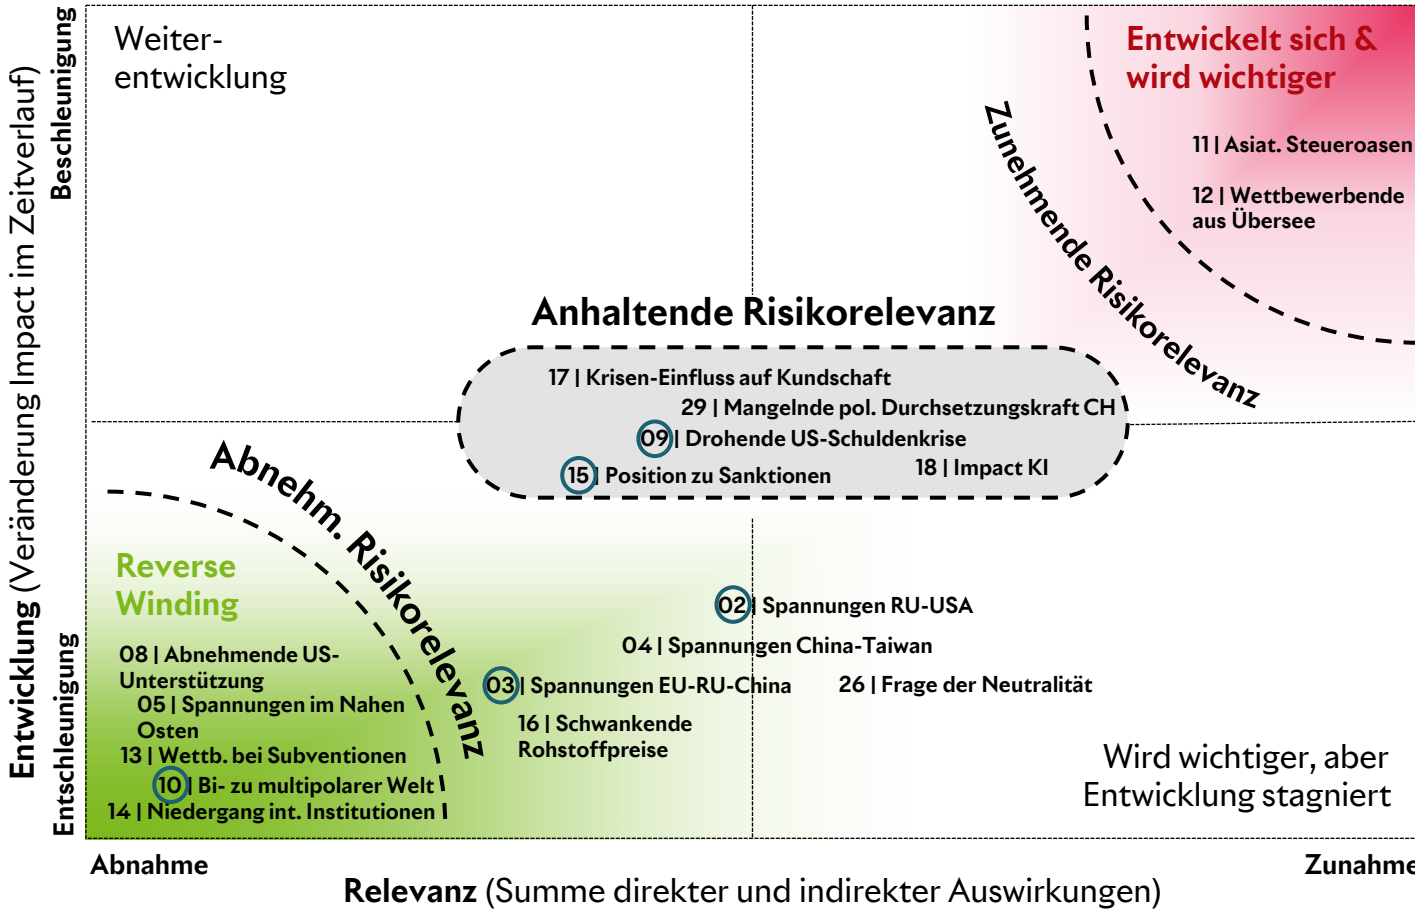 Entwicklung (Veränderung Impact im Zeitverlauf)
Beschleunigung
Entschleunigung
Weiter-
entwicklung
Entwickelt sich &
wird wichtiger
11 | Asiat. Steueroasen
12 | Wettbewerbende
aus Übersee
Zunehmende Risikorelevanz
Anhaltende Risikorelevanz
17 | Krisen-Einfluss auf Kundschaft
29 | Mangelnde pol. Durchsetzungskraft CH
09 | Drohende US-Schuldenkrise
15 | Position zu Sanktionen
18 | Impact KI
Abnehm. Risikorelevanz
Reverse
Winding
08 | Abnehmende US-
Unterstützung
05 | Spannungen im Nahen
Osten
13 | Wettb. bei Subventionen
10 | Bi- zu multipolarer Welt
14 | Niedergang int. Institutionen
02 | Spannungen RU-USA
04 | Spannungen China-Taiwan
03 | Spannungen EU-RU-China
26 | Frage der Neutralität
16 | Schwankende
Rohstoffpreise
Wird wichtiger, aber
Entwicklung stagniert
Abnahme
Zunahme
Relevanz (Summe direkter und indirekter Auswirkungen)